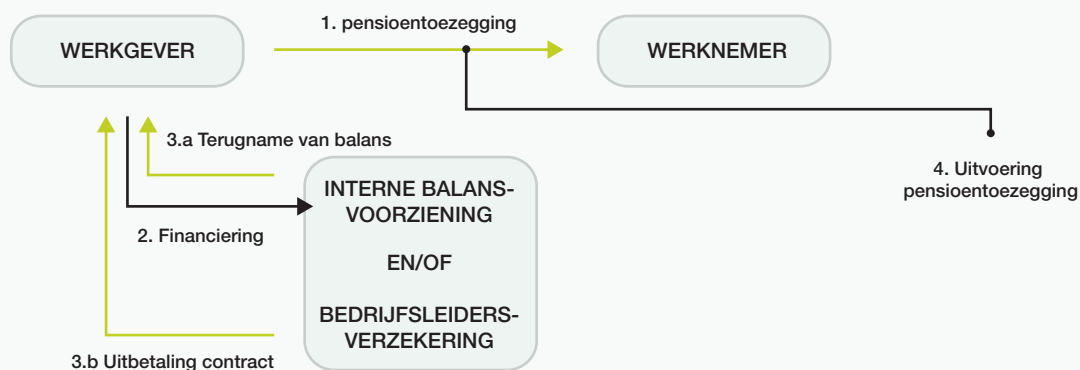 1. pensioentoezegging
WERKGEVER
WERKNEMER
3.a Terugname van balans
4. Uitvoering
pensioentoezegging
INTERNE BALANS-
VOORZIENING
2. Financiering
EN/OF
BEDRIJFSLEIDERS-
VERZEKERING
3.b Uitbetaling contract